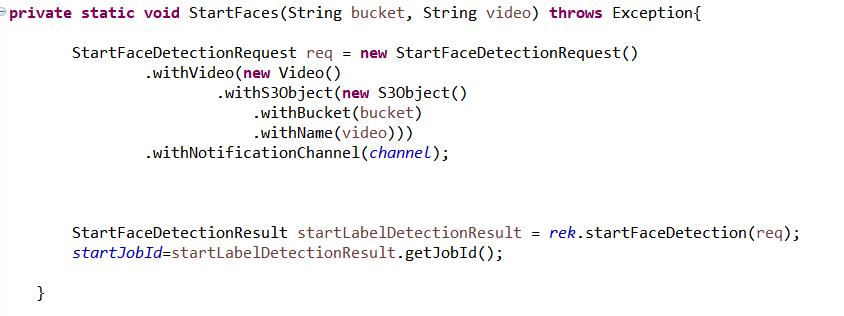 private static void StartFaces(String bucket, String video) throws Exception{
StartFaceDetectionRequest req = new StartFaceDetectionRequest()
.withVideo(new Video()
.withS3Object(new S3Object()
.withBucket(bucket)
.withName(video)))
.withNotificationChannel(channel);
StartFaceDetectionResult startLabelDetectionResult = rek.startFaceDetection(req);
startJobId=startLabelDetectionResult.getJobId();
}